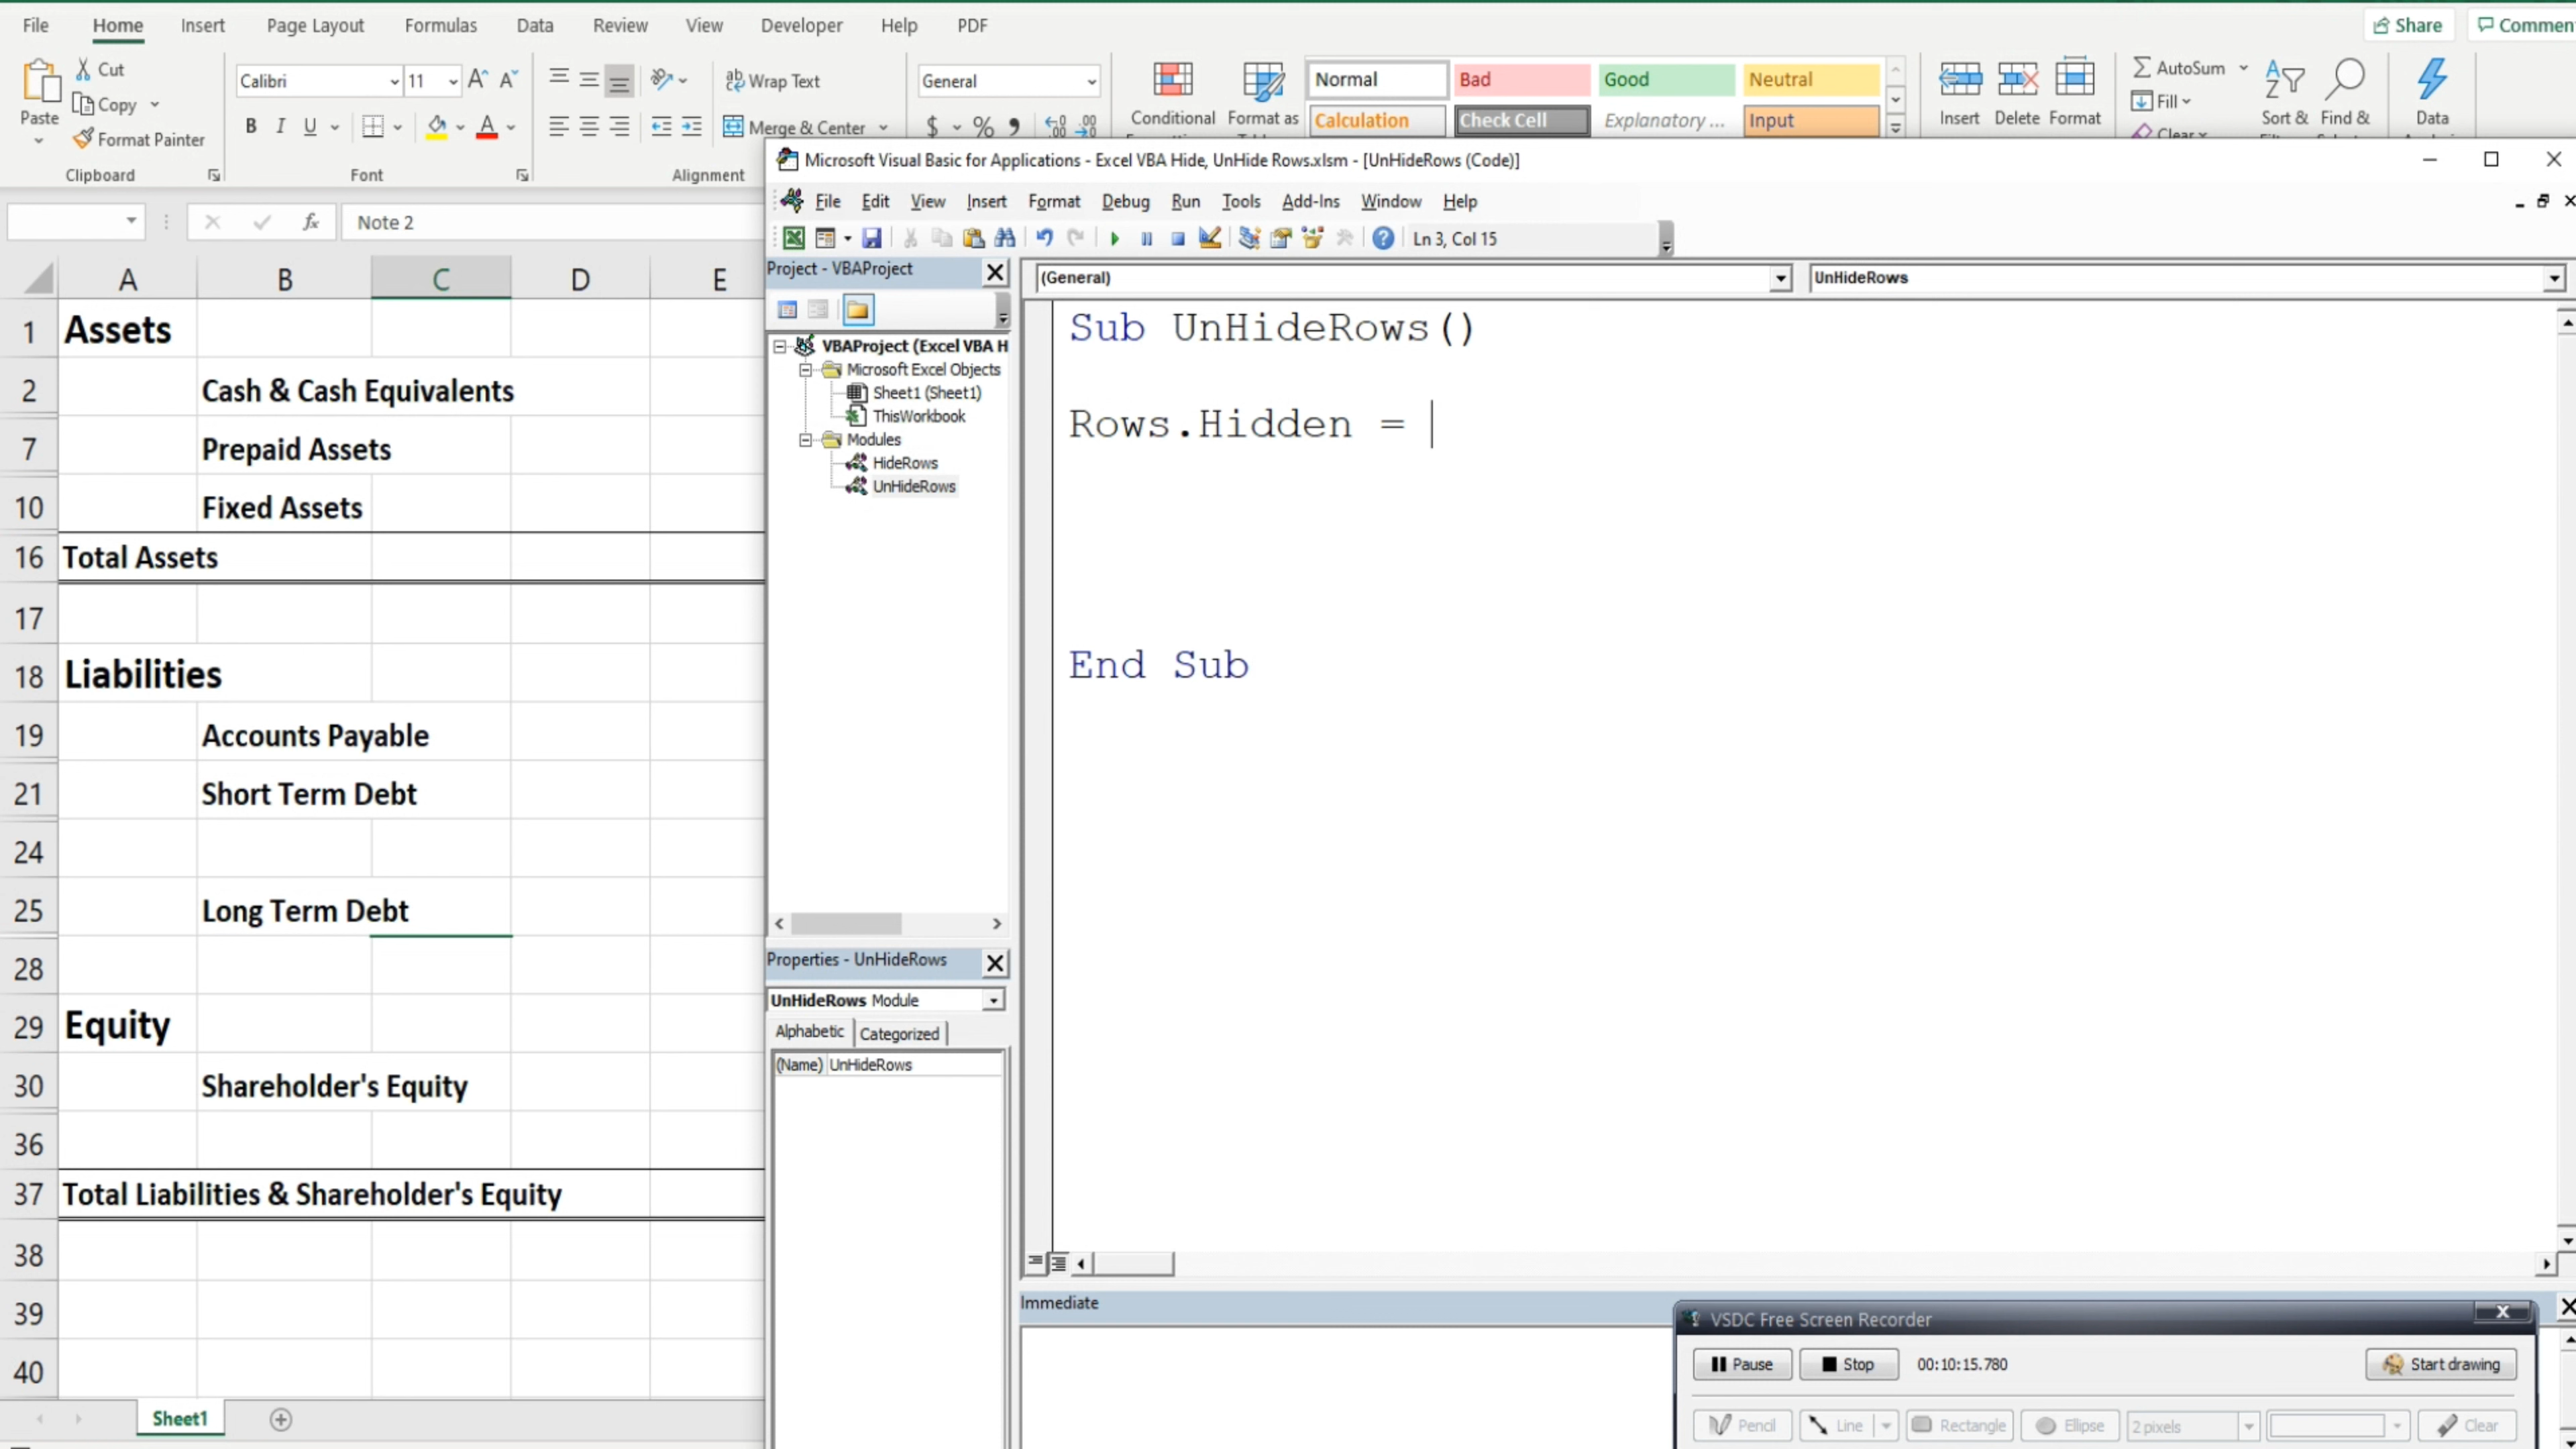 File Home Insert Page Layout Formulas Data Review View Developer Help PDF
Share
Paste
Cut
Copy
Format Painter
Clipboard
Calibri 11
B I U
Font
Wrap Text
Merge & Center
Alignment
General
$ % ,
Conditional
Format as
Normal Bad Good Neutral
Calculation Check Cell Explanatory ... Input
Insert Delete Format
AutoSum
Fill
Clear
Sort & Find &
Data
fx Note 2
A B C D E
1 Assets
2 Cash & Cash Equivalents
7 Prepaid Assets
10 Fixed Assets
16 Total Assets
17
18 Liabilities
19 Accounts Payable
21 Short Term Debt
24
25 Long Term Debt
28
29 Equity
30 Shareholder's Equity
36
37 Total Liabilities & Shareholder's Equity
38
39
40
Sheet1
Microsoft Visual Basic for Applications - Excel VBA Hide, UnHide Rows.xlsm - [UnHideRows (Code)]
File Edit View Insert Format Debug Run Tools Add-Ins Window Help
Ln 3, Col 15
Project - VBAProject
VBAProject (Excel VBA H
Microsoft Excel Objects
Sheet1 (Sheet1)
ThisWorkbook
Modules
HideRows
UnHideRows
Properties - UnHideRows
UnHideRows Module
Alphabetic Categorized
(Name) UnHideRows
(General) UnHideRows
Sub UnHideRows()
Rows.Hidden =
End Sub
Immediate
VSDC Free Screen Recorder
Pause Stop 00:10:15.780 Start drawing
Pencil Line Rectangle Ellipse 2 pixels Clear